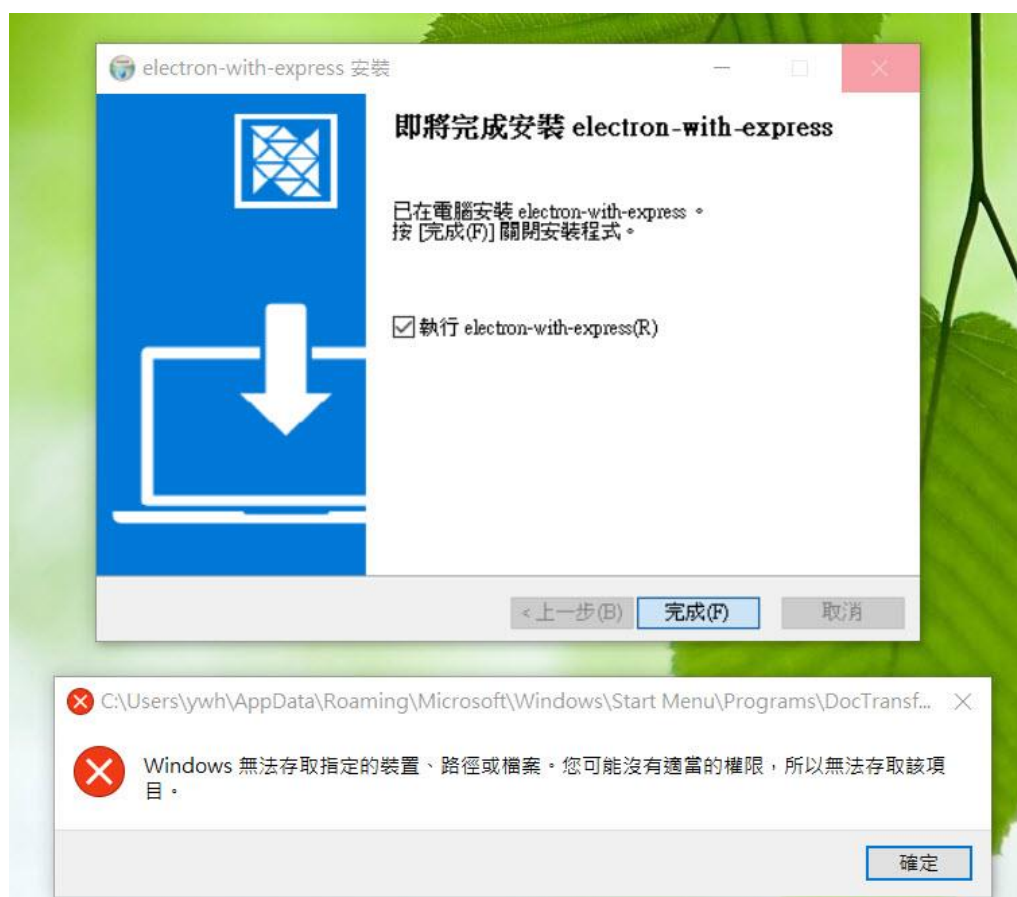 electron-with-express 安裝
即將完成安裝 electron-with-express
已在電腦安裝 electron-with-express 。
按 [完成(F)] 關閉安裝程式。
執行 electron-with-express(R)
< 上一步(B)
完成(F)
取消
C:\Users\ywh\AppData\Roaming\Microsoft\Windows\Start Menu\Programs\DocTransf...
Windows 無法存取指定的裝置、路徑或檔案。您可能沒有適當的權限，所以無法存取該項
目。
確定